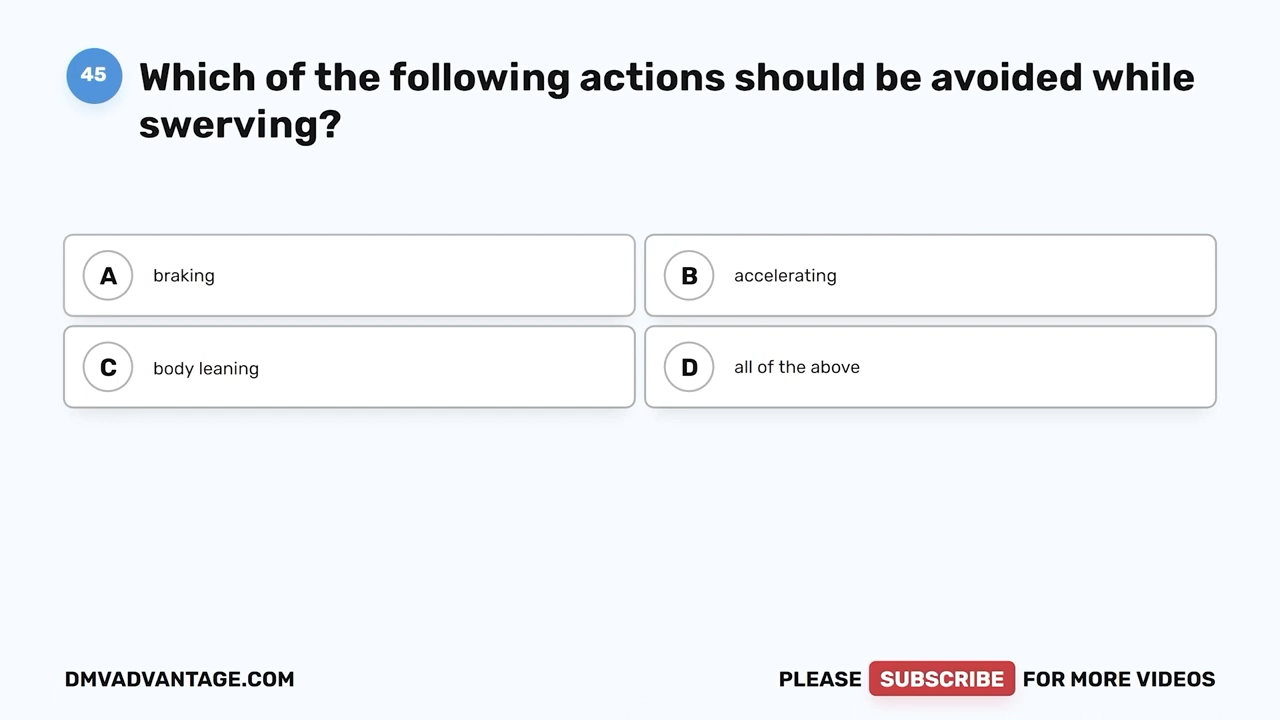 45
Which of the following actions should be avoided while
swerving?
A braking
B accelerating
C body leaning
D all of the above
DMVADVANTAGE.COM
PLEASE SUBSCRIBE FOR MORE VIDEOS